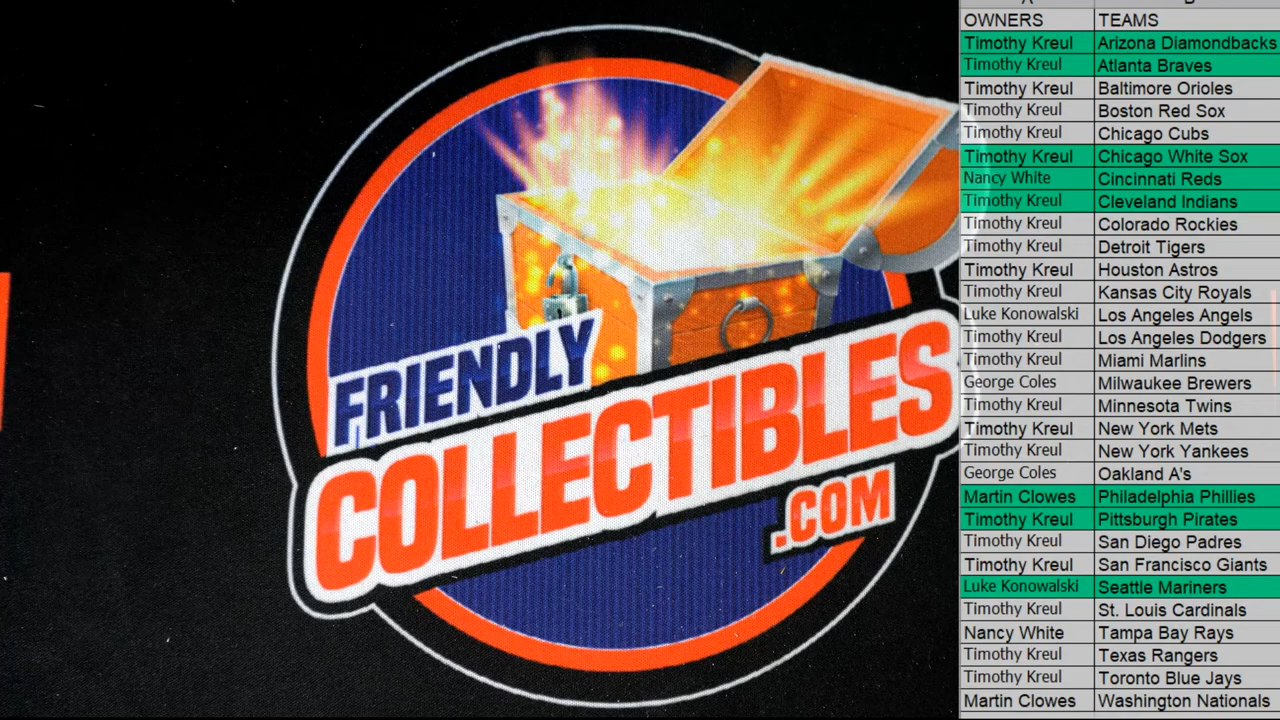 FRIENDLY
COLLECTIBLES
.COM
OWNERS TEAMS
Timothy Kreul Arizona Diamondbacks
Timothy Kreul Atlanta Braves
Timothy Kreul Baltimore Orioles
Timothy Kreul Boston Red Sox
Timothy Kreul Chicago Cubs
Timothy Kreul Chicago White Sox
Nancy White Cincinnati Reds
Timothy Kreul Cleveland Indians
Timothy Kreul Colorado Rockies
Timothy Kreul Detroit Tigers
Timothy Kreul Houston Astros
Timothy Kreul Kansas City Royals
Luke Konowalski Los Angeles Angels
Timothy Kreul Los Angeles Dodgers
Timothy Kreul Miami Marlins
George Coles Milwaukee Brewers
Timothy Kreul Minnesota Twins
Timothy Kreul New York Mets
Timothy Kreul New York Yankees
George Coles Oakland A's
Martin Clowes Philadelphia Phillies
Timothy Kreul Pittsburgh Pirates
Timothy Kreul San Diego Padres
Timothy Kreul San Francisco Giants
Luke Konowalski Seattle Mariners
Timothy Kreul St. Louis Cardinals
Nancy White Tampa Bay Rays
Timothy Kreul Texas Rangers
Timothy Kreul Toronto Blue Jays
Martin Clowes Washington Nationals